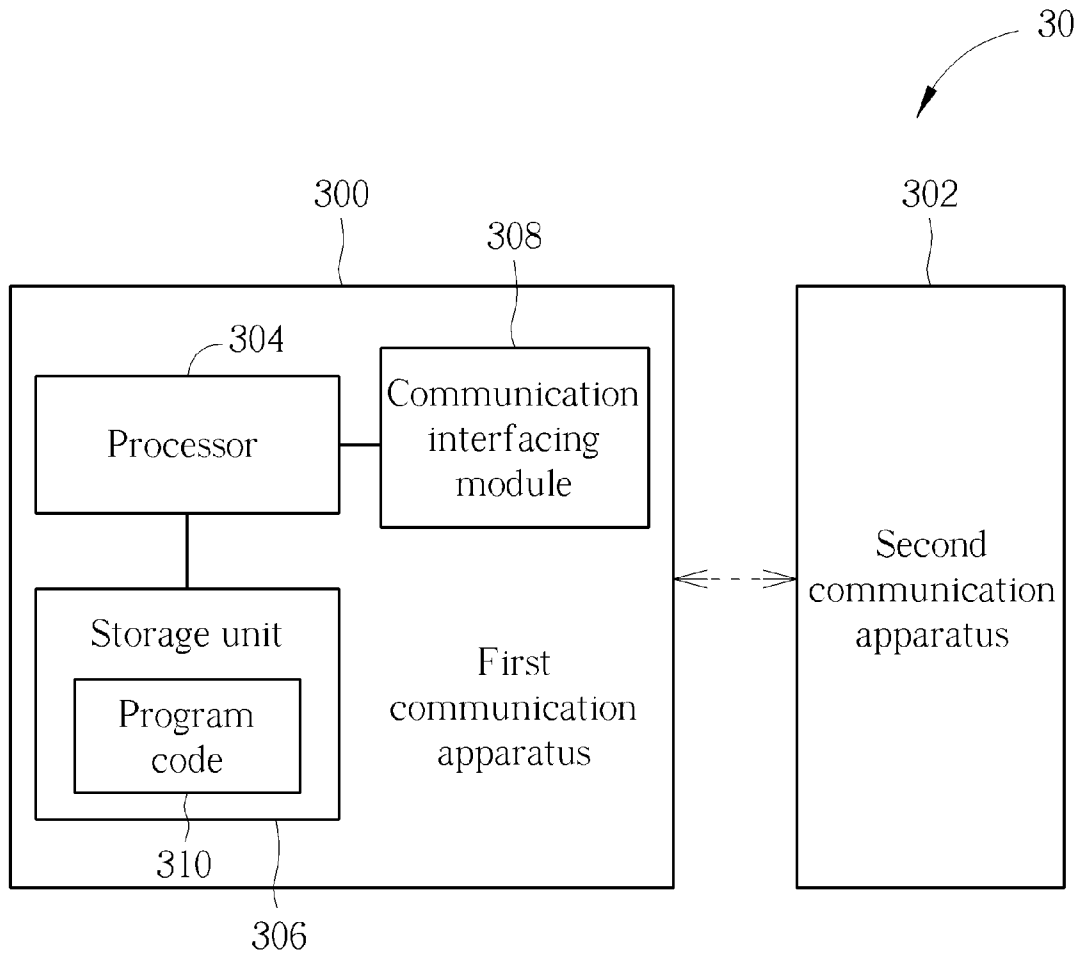 30
300
302
308
304
Communication
interfacing
module
Processor
Second
communication
apparatus
Storage unit
First
communication
apparatus
Program
code
310
306